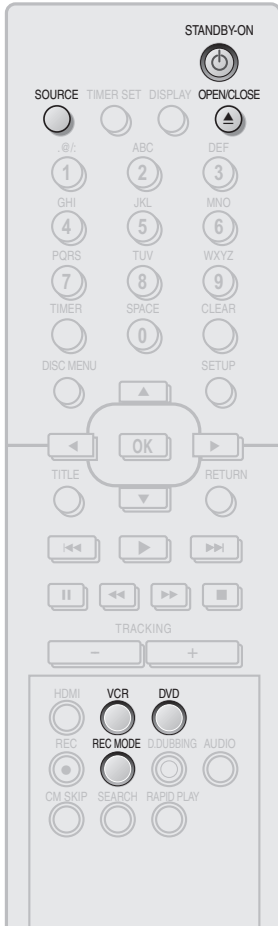 STANDBY-ON
SOURCE TIMER SET DISPLAY OPEN/CLOSE
.@/: ABC DEF
1 2 3
GHI JKL MNO
4 5 6
PQRS TUV WXYZ
7 8 9
TIMER SPACE CLEAR
0
DISC MENU SETUP
OK
TITLE RETURN
TRACKING
– +
HDMI VCR DVD
REC REC MODE D.DUBBING AUDIO
CM SKIP SEARCH RAPID PLAY